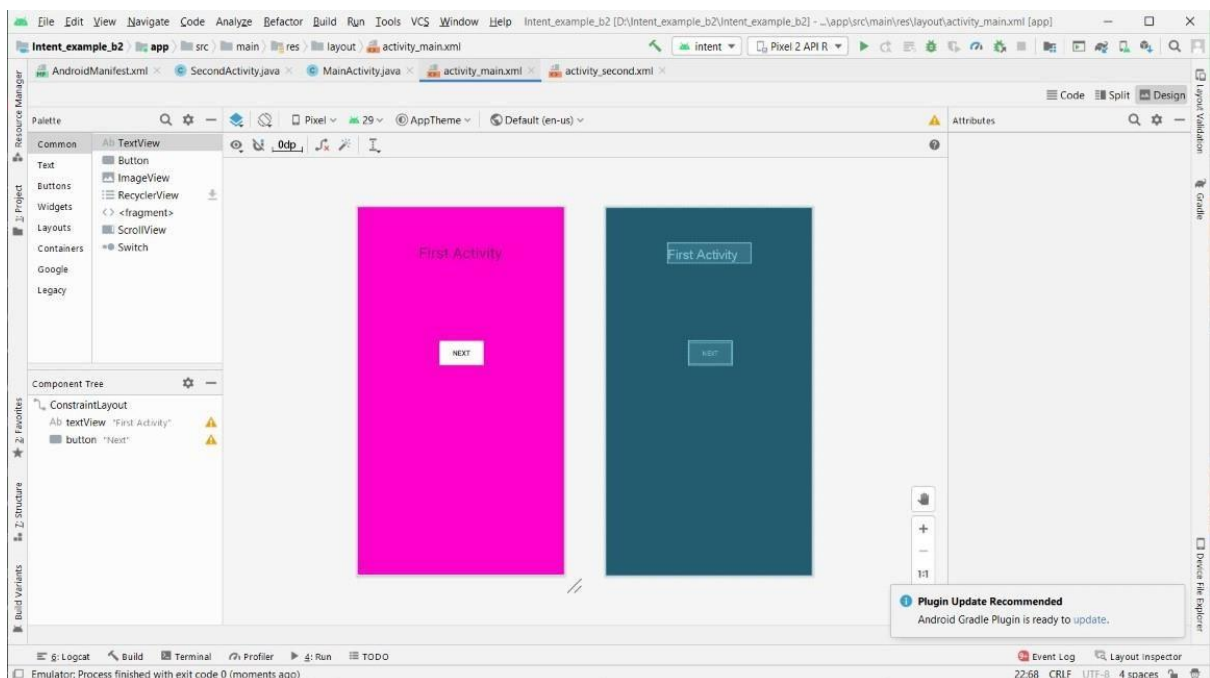 File Edit View Navigate Code Analyze Refactor Build Run Tools VCS Window Help Intent_example_b2 [D:\Intent_example_b2\Intent_example_b2] - ...\app\src\main\res\layout\activity_main.xml [app]
Intent_example_b2 app src main res layout activity_main.xml intent Pixel 2 API R
AndroidManifest.xml SecondActivity.java MainActivity.java activity_main.xml activity_second.xml
Code Split Design
Palette Pixel 29 AppTheme Default (en-us) Attributes
Common Ab TextView 0dp
Text Button
Buttons ImageView
Widgets RecyclerView
Layouts <fragment>
Containers ScrollView
Google Switch
Legacy
First Activity
NEXT
First Activity
NEXT
Component Tree
ConstraintLayout
Ab textView "First Activity"
button "Next"
1:1
Plugin Update Recommended
Android Gradle Plugin is ready to update.
Resource Manager
1: Project
2: Favorites
7: Structure
Build Variants
Layout Validation
Gradle
Device File Explorer
6: Logcat Build Terminal Profiler 4: Run TODO Event Log Layout Inspector
Emulator: Process finished with exit code 0 (moments ago) 22:68 CRLF UTF-8 4 spaces